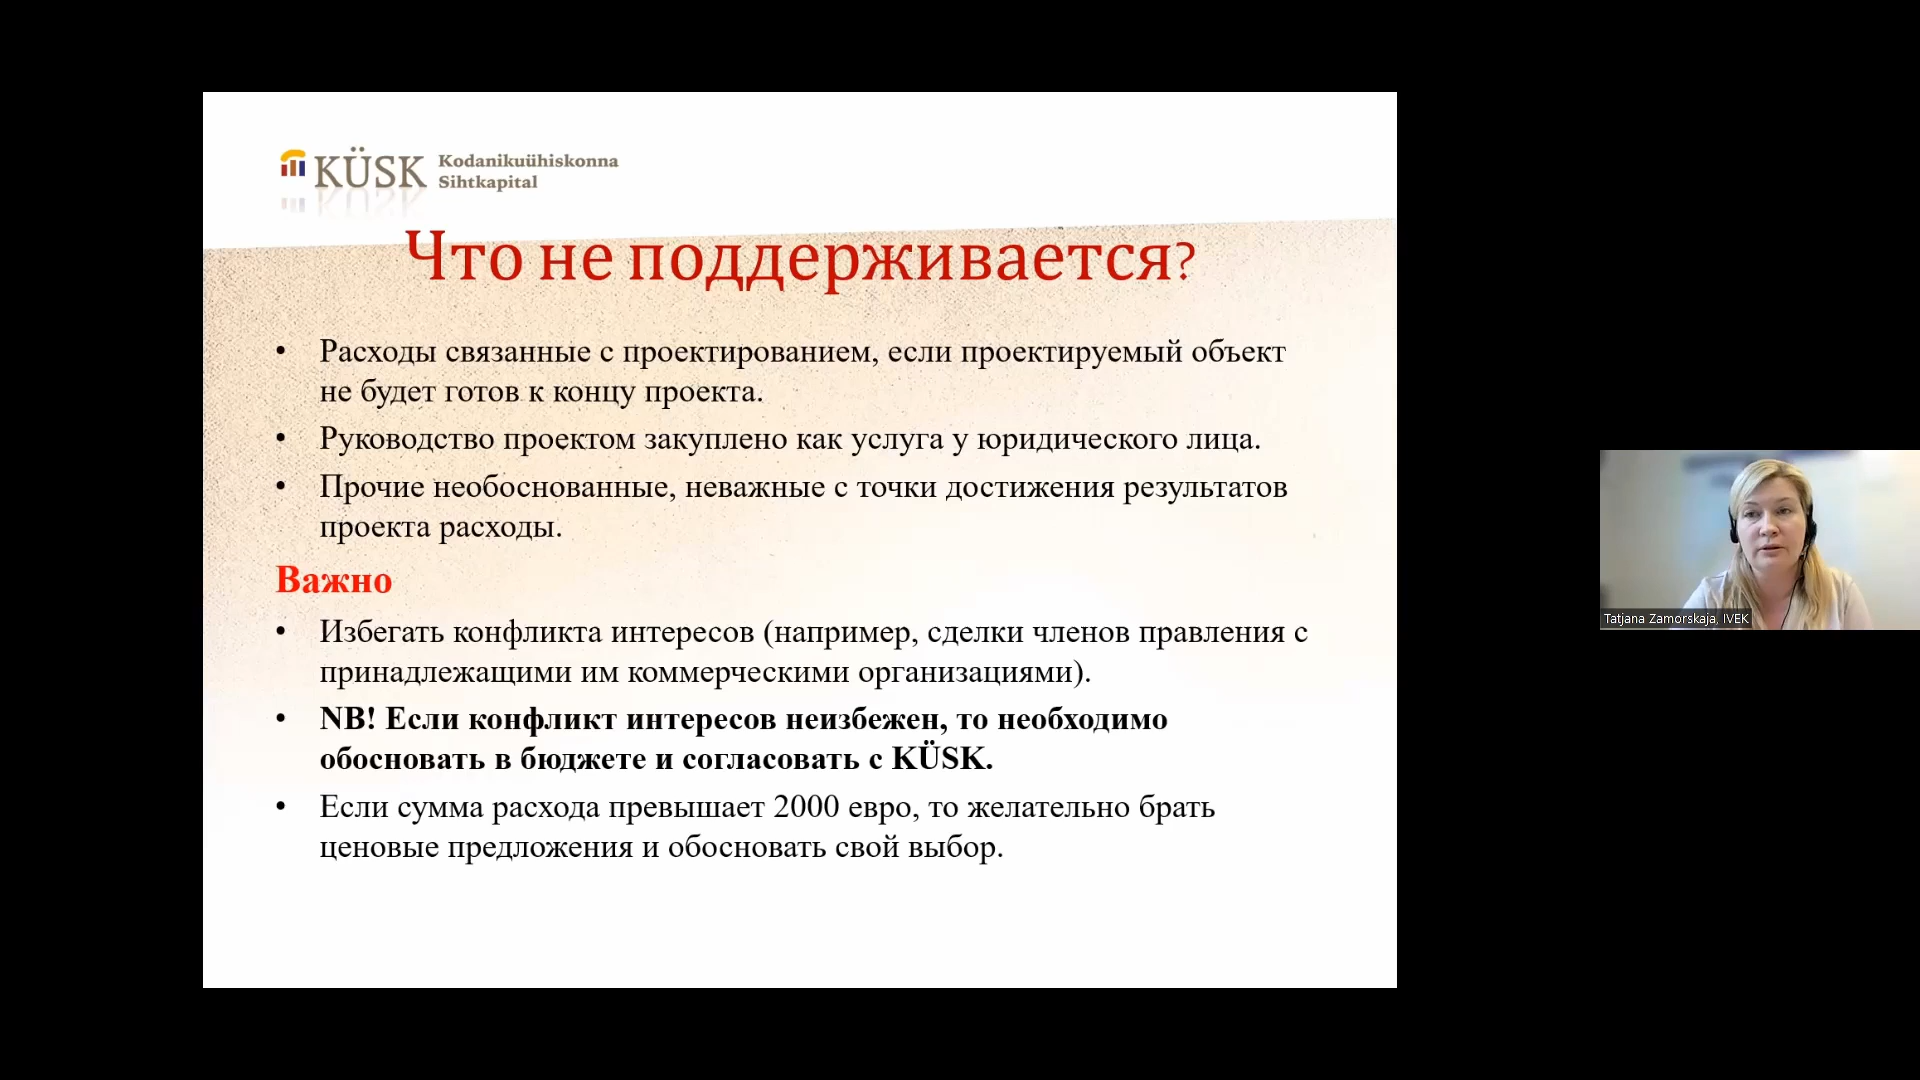 KÜSK Kodanikuühiskonna
Sihtkapital
Что не поддерживается?
• Расходы связанные с проектированием, если проектируемый объект
не будет готов к концу проекта.
• Руководство проектом закуплено как услуга у юридического лица.
• Прочие необоснованные, неважные с точки достижения результатов
проекта расходы.
Важно
• Избегать конфликта интересов (например, сделки членов правления с
принадлежащими им коммерческими организациями).
• NB! Если конфликт интересов неизбежен, то необходимо
обосновать в бюджете и согласовать с KÜSK.
• Если сумма расхода превышает 2000 евро, то желательно брать
ценовые предложения и обосновать свой выбор.
Tatjana Zamorskaja, IVEK